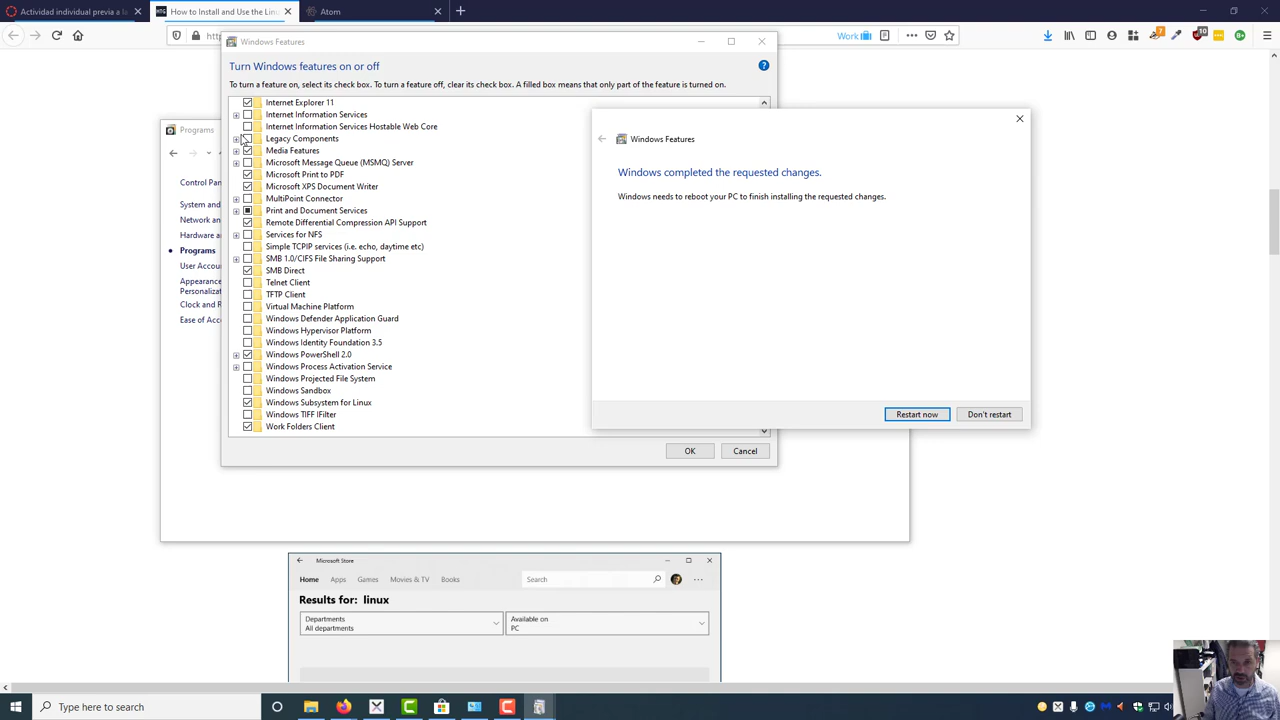 Actividad individual previa a la
How to Install and Use the Linu
Atom
Work
7
10
Windows Features
Turn Windows features on or off
To turn a feature on, select its check box. To turn a feature off, clear its check box. A filled box means that only part of the feature is turned on.
Internet Explorer 11
Internet Information Services
Internet Information Services Hostable Web Core
Legacy Components
Media Features
Microsoft Message Queue (MSMQ) Server
Microsoft Print to PDF
Microsoft XPS Document Writer
MultiPoint Connector
Print and Document Services
Remote Differential Compression API Support
Services for NFS
Simple TCPIP services (i.e. echo, daytime etc)
SMB 1.0/CIFS File Sharing Support
SMB Direct
Telnet Client
TFTP Client
Virtual Machine Platform
Windows Defender Application Guard
Windows Hypervisor Platform
Windows Identity Foundation 3.5
Windows PowerShell 2.0
Windows Process Activation Service
Windows Projected File System
Windows Sandbox
Windows Subsystem for Linux
Windows TIFF IFilter
Work Folders Client
OK
Cancel
Programs
Control Pan
System and
Network an
Hardware a
Programs
User Accou
Appearance
Personaliza
Clock and R
Ease of Acc
Windows Features
Windows completed the requested changes.
Windows needs to reboot your PC to finish installing the requested changes.
Restart now
Don't restart
Microsoft Store
Home
Apps
Games
Movies & TV
Books
Search
Results for: linux
Departments
All departments
Available on
PC
Type here to search